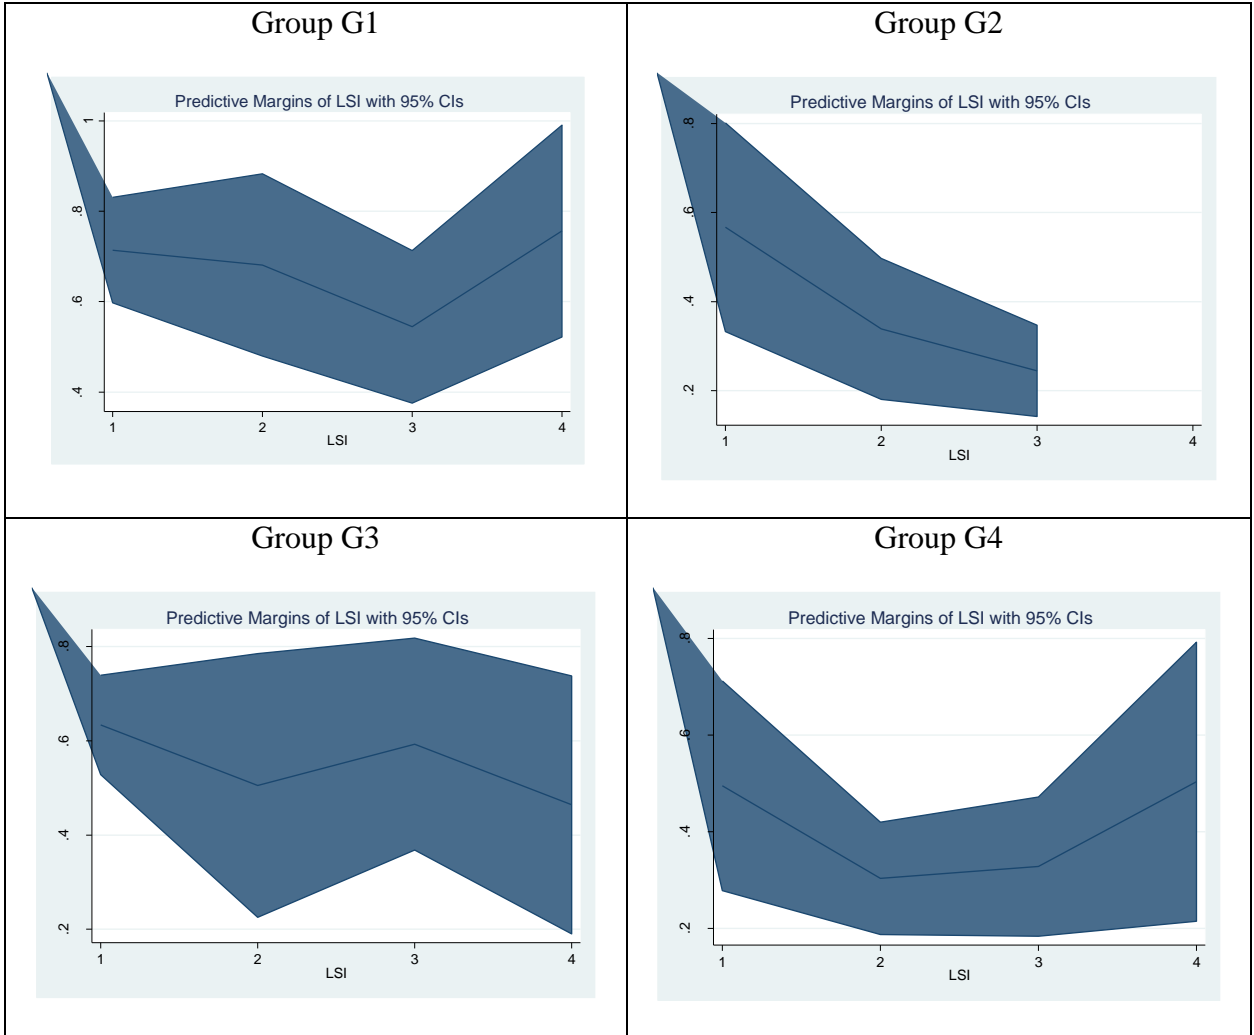 Group G1
Predictive Margins of LSI with 95% CIs
1
.8
.6
.4
1 2 3 4
LSI
Group G2
Predictive Margins of LSI with 95% CIs
.8
.6
.4
.2
1 2 3 4
LSI
Group G3
Predictive Margins of LSI with 95% CIs
.8
.6
.4
.2
1 2 3 4
LSI
Group G4
Predictive Margins of LSI with 95% CIs
.8
.6
.4
.2
1 2 3 4
LSI